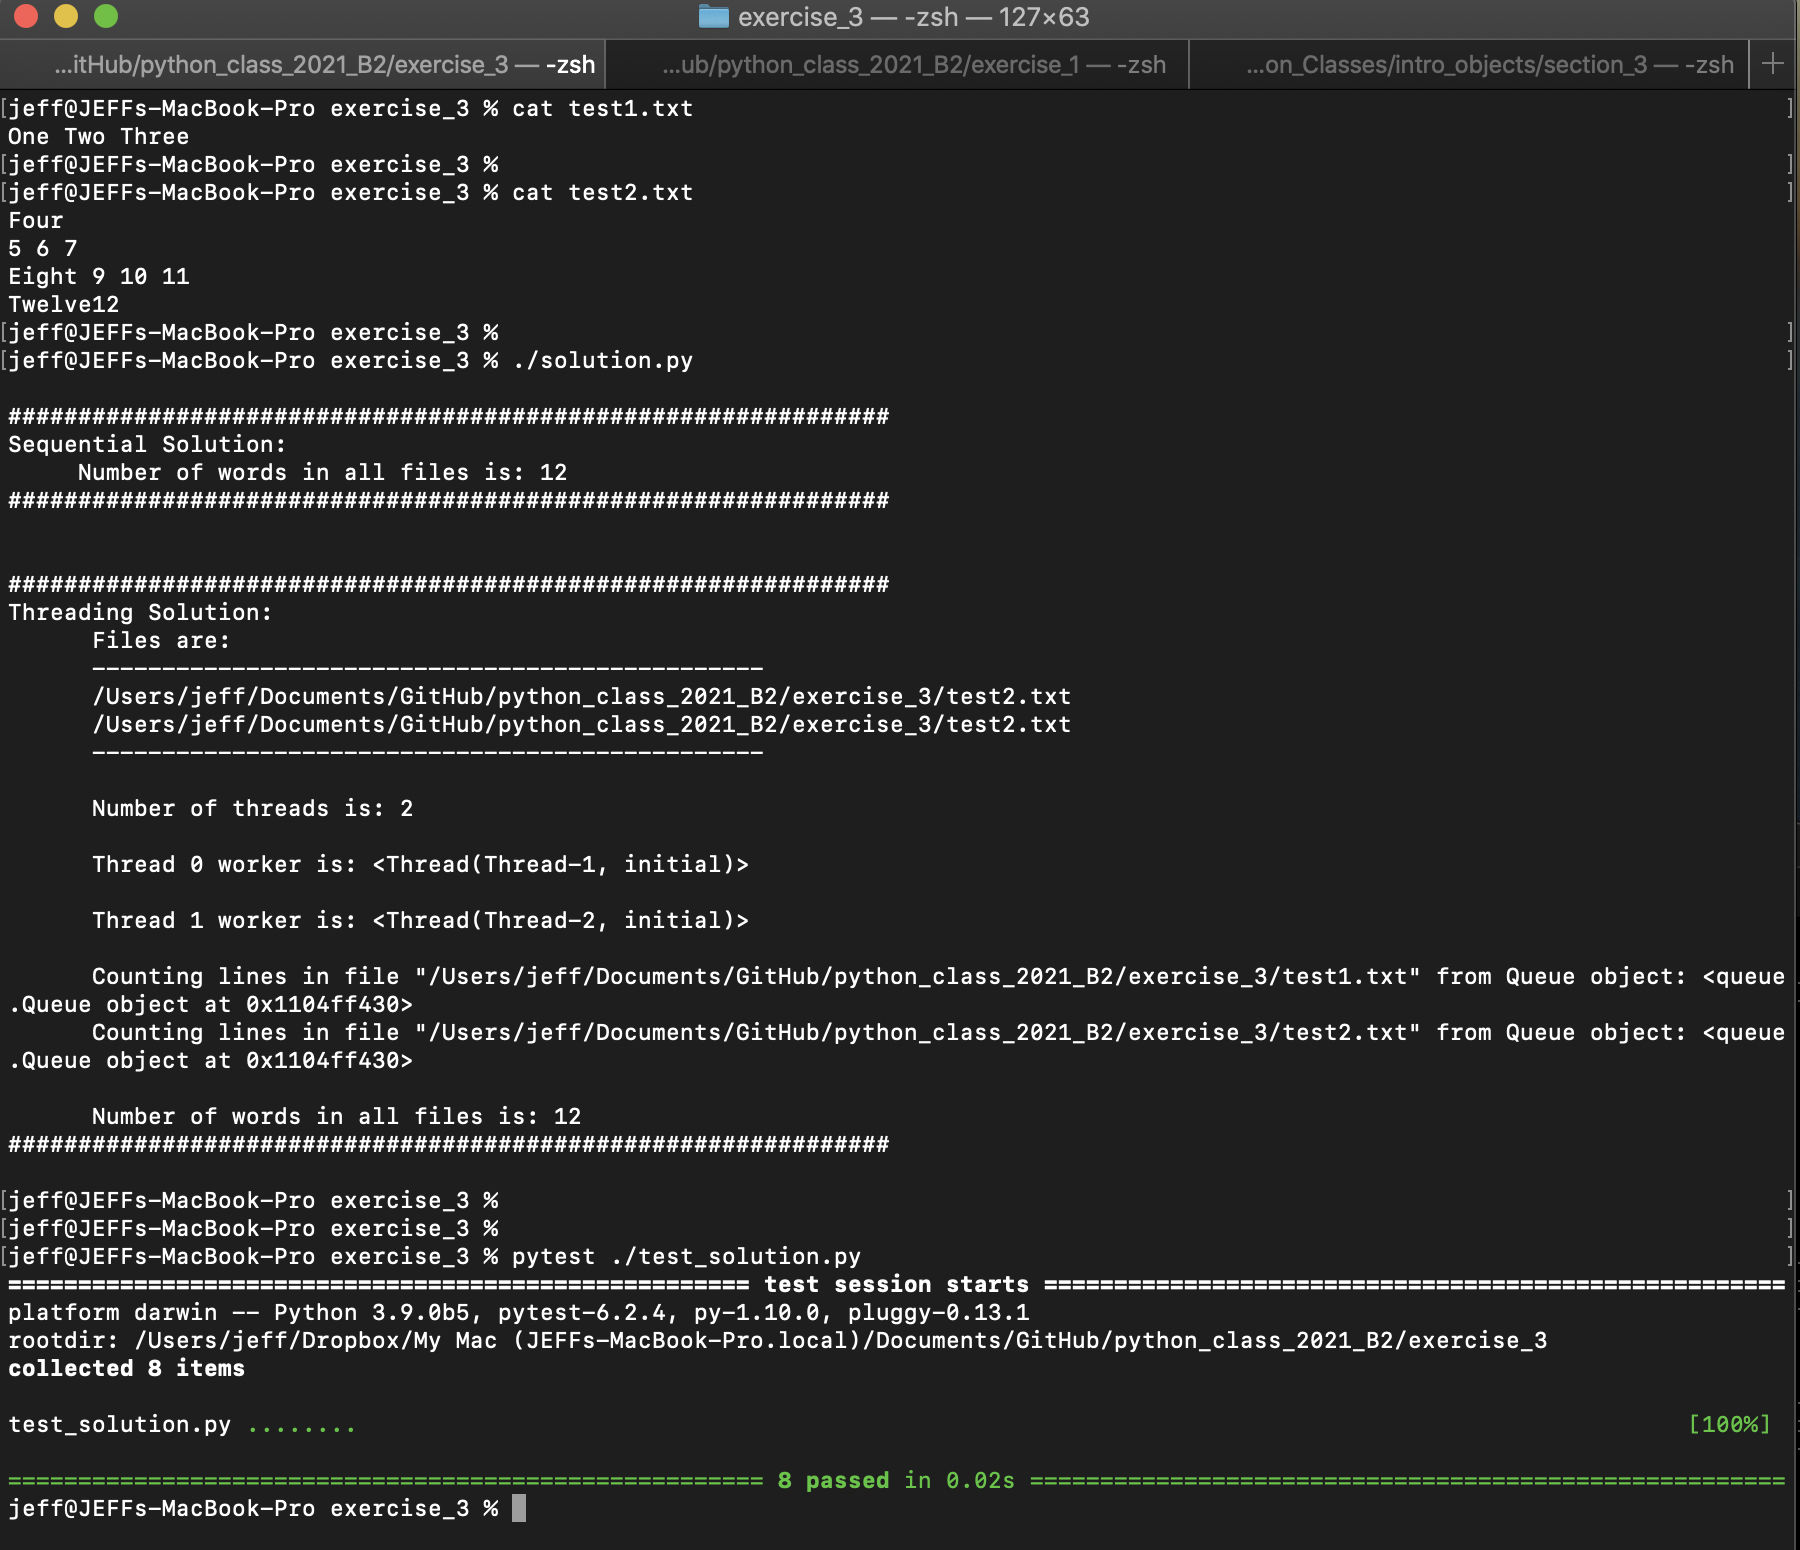 exercise_3 — -zsh — 127×63
...itHub/python_class_2021_B2/exercise_3 — -zsh
...ub/python_class_2021_B2/exercise_1 — -zsh
...on_Classes/intro_objects/section_3 — -zsh
+
[jeff@JEFFs-MacBook-Pro exercise_3 % cat test1.txt ]
One Two Three
[jeff@JEFFs-MacBook-Pro exercise_3 % ]
[jeff@JEFFs-MacBook-Pro exercise_3 % cat test2.txt ]
Four
5 6 7
Eight 9 10 11
Twelve12
[jeff@JEFFs-MacBook-Pro exercise_3 % ]
[jeff@JEFFs-MacBook-Pro exercise_3 % ./solution.py ]
###############################################################
Sequential Solution:
     Number of words in all files is: 12
###############################################################
###############################################################
Threading Solution:
      Files are:
      ------------------------------------------------
      /Users/jeff/Documents/GitHub/python_class_2021_B2/exercise_3/test2.txt
      /Users/jeff/Documents/GitHub/python_class_2021_B2/exercise_3/test2.txt
      ------------------------------------------------
      Number of threads is: 2
      Thread 0 worker is: <Thread(Thread-1, initial)>
      Thread 1 worker is: <Thread(Thread-2, initial)>
      Counting lines in file "/Users/jeff/Documents/GitHub/python_class_2021_B2/exercise_3/test1.txt" from Queue object: <queue
.Queue object at 0x1104ff430>
      Counting lines in file "/Users/jeff/Documents/GitHub/python_class_2021_B2/exercise_3/test2.txt" from Queue object: <queue
.Queue object at 0x1104ff430>
      Number of words in all files is: 12
###############################################################
[jeff@JEFFs-MacBook-Pro exercise_3 % ]
[jeff@JEFFs-MacBook-Pro exercise_3 % ]
[jeff@JEFFs-MacBook-Pro exercise_3 % pytest ./test_solution.py ]
===================================================== test session starts =====================================================
platform darwin -- Python 3.9.0b5, pytest-6.2.4, py-1.10.0, pluggy-0.13.1
rootdir: /Users/jeff/Dropbox/My Mac (JEFFs-MacBook-Pro.local)/Documents/GitHub/python_class_2021_B2/exercise_3
collected 8 items
test_solution.py ........ [100%]
====================================================== 8 passed in 0.02s ======================================================
jeff@JEFFs-MacBook-Pro exercise_3 %